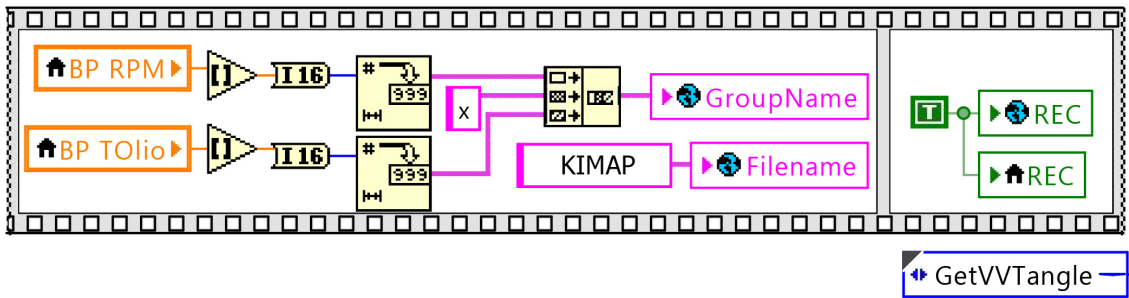 BP RPM
[]
I16
#
999
x
GroupName
T
REC
BP TOlio
[]
I16
#
999
KIMAP
Filename
REC
GetVVTangle